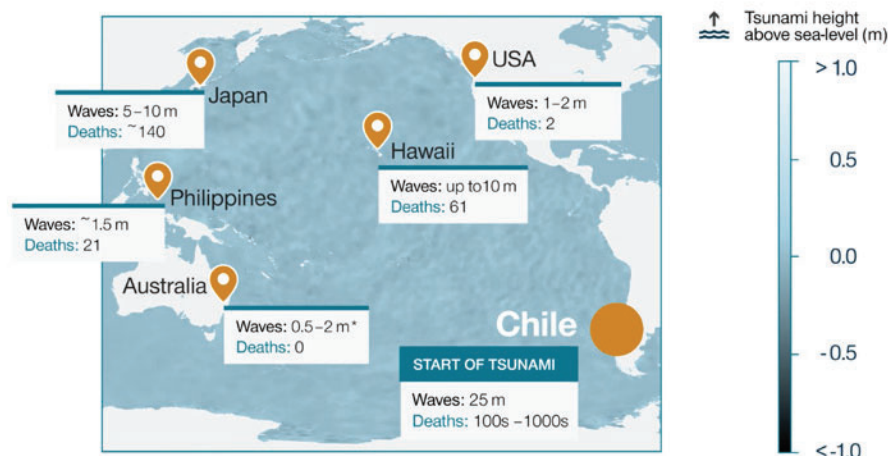 Tsunami height
above sea-level (m)
> 1.0
0.5
0.0
-0.5
<-1.0
USA
Waves: 1–2 m
Deaths: 2
Japan
Waves: 5–10 m
Deaths: ~140
Hawaii
Waves: up to10 m
Deaths: 61
Philippines
Waves: ~1.5 m
Deaths: 21
Australia
Waves: 0.5–2 m*
Deaths: 0
Chile
START OF TSUNAMI
Waves: 25 m
Deaths: 100s –1000s